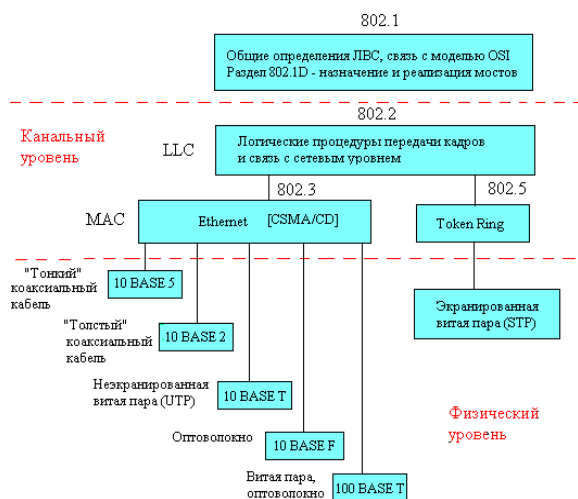 802.1
Общие определения ЛВС, связь с моделью OSI
Раздел 802.1D - назначение и реализация мостов
802.2
Канальный
уровень
LLC
Логические процедуры передачи кадров
и связь с сетевым уровнем
802.3
802.5
MAC
Ethernet [CSMA/CD]
Token Ring
"Тонкий"
коаксиальный
кабель
10 BASE 5
Экранированная
витая пара (STP)
"Толстый"
коаксиальный
кабель
10 BASE 2
Неэкранированная
витая пара (UTP)
10 BASE T
Физический
уровень
Оптоволокно
10 BASE F
Витая пара,
оптоволокно
100 BASE T